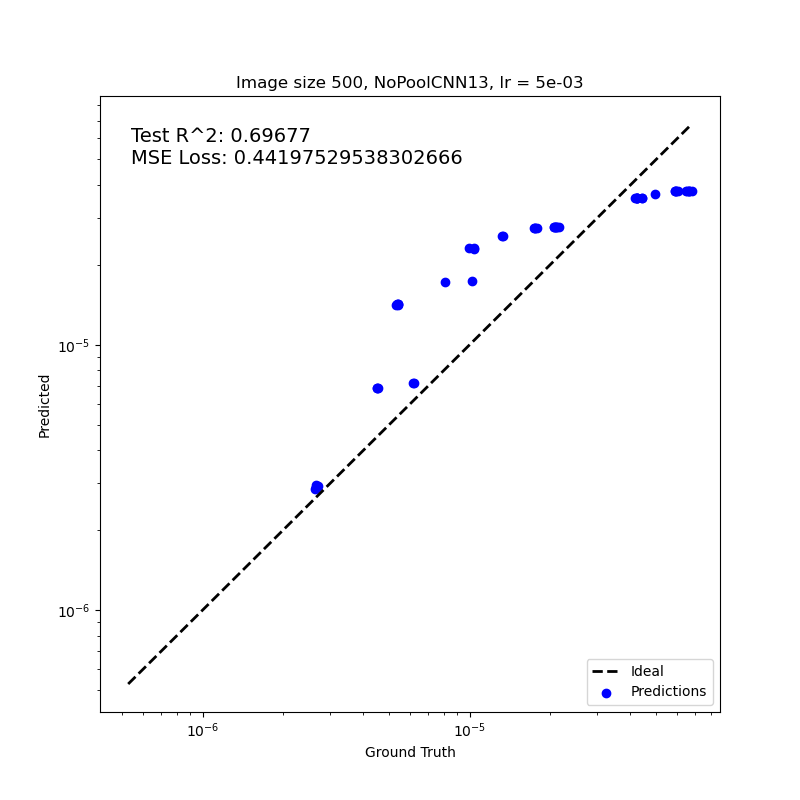 Image size 500, NoPoolCNN13, lr = 5e-03
Test R^2: 0.69677
MSE Loss: 0.44197529538302666
10⁻⁵
10⁻⁶
Predicted
10⁻⁶
10⁻⁵
Ground Truth
Ideal
Predictions